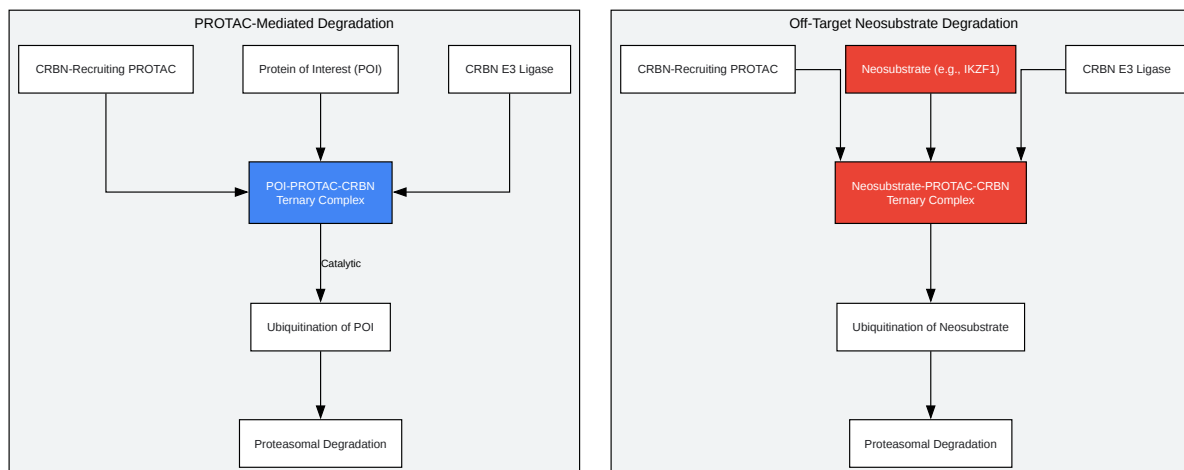 PROTAC-Mediated Degradation
CRBN-Recruiting PROTAC
Protein of Interest (POI)
CRBN E3 Ligase
POI-PROTAC-CRBN
Ternary Complex
Catalytic
Ubiquitination of POI
Proteasomal Degradation
Off-Target Neosubstrate Degradation
CRBN-Recruiting PROTAC
Neosubstrate (e.g., IKZF1)
CRBN E3 Ligase
Neosubstrate-PROTAC-CRBN
Ternary Complex
Ubiquitination of Neosubstrate
Proteasomal Degradation